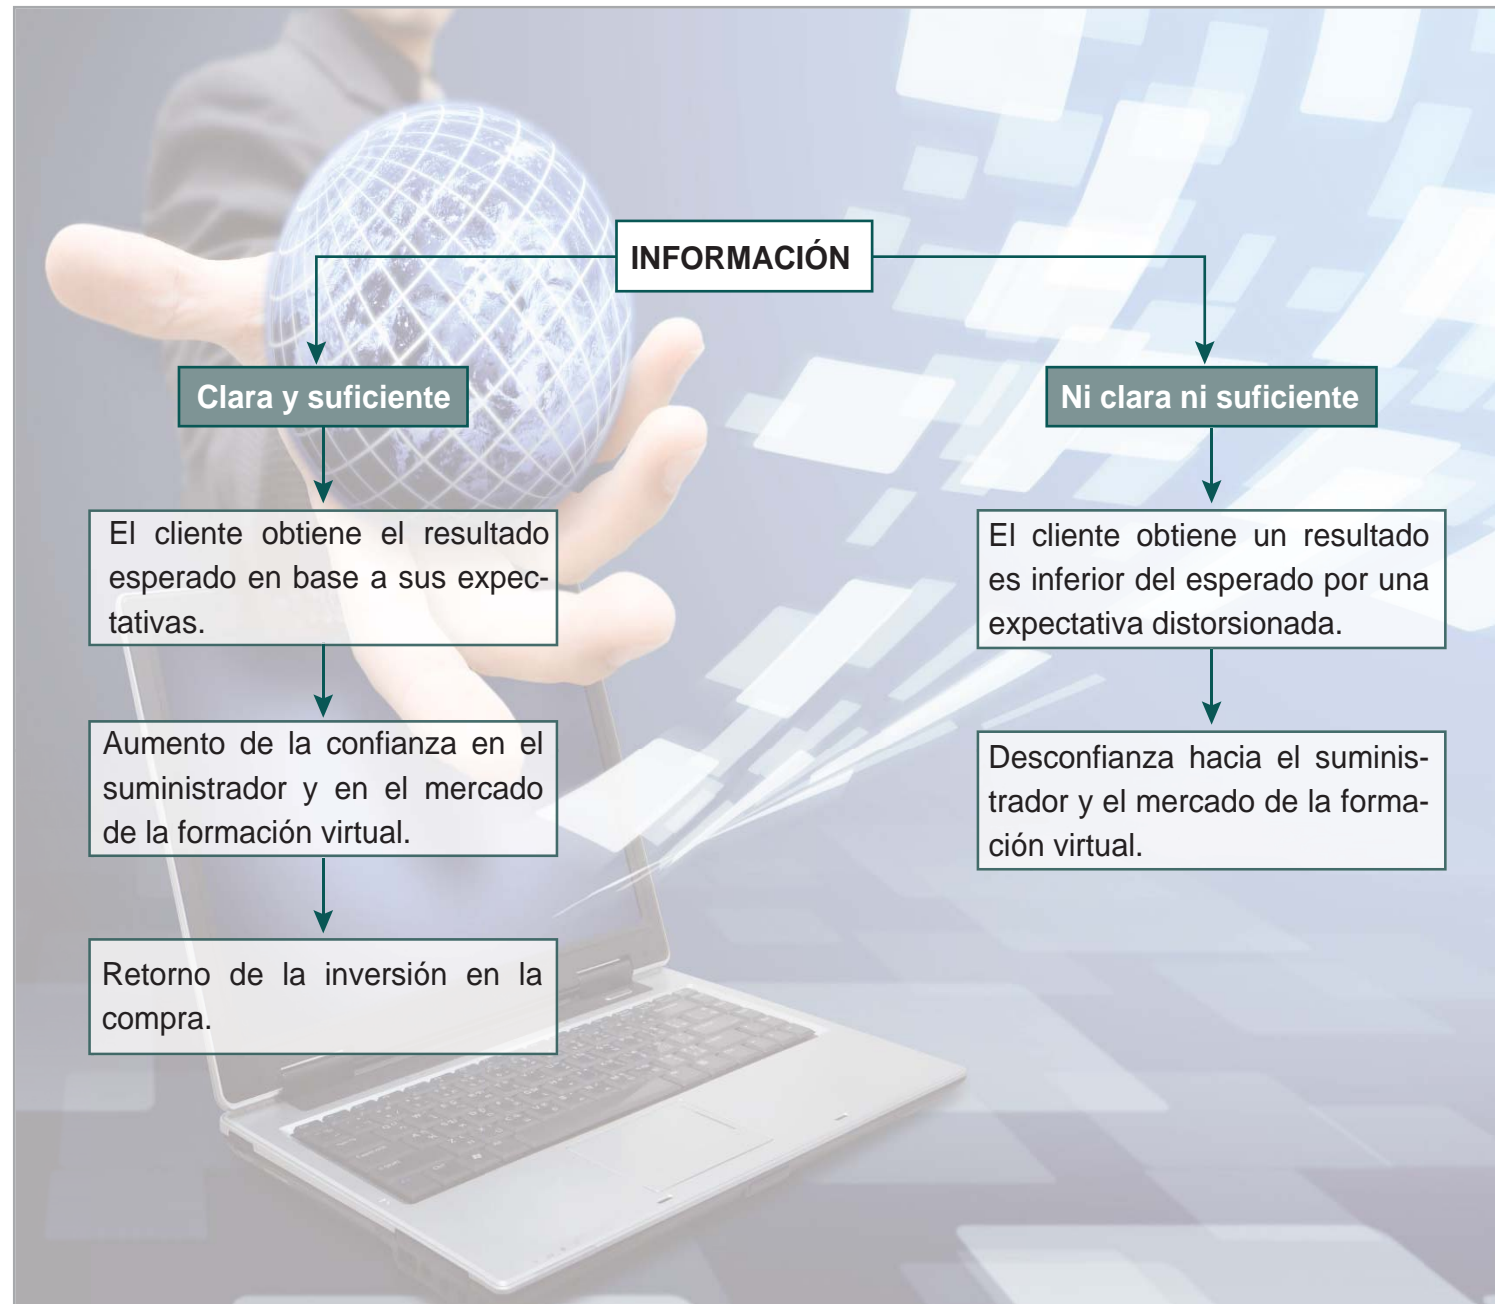 INFORMACIÓN
Clara y suficiente
El cliente obtiene el resultado
esperado en base a sus expec-
tativas.
Aumento de la confianza en el
suministrador y en el mercado
de la formación virtual.
Retorno de la inversión en la
compra.
Ni clara ni suficiente
El cliente obtiene un resultado
es inferior del esperado por una
expectativa distorsionada.
Desconfianza hacia el suminis-
trador y el mercado de la forma-
ción virtual.